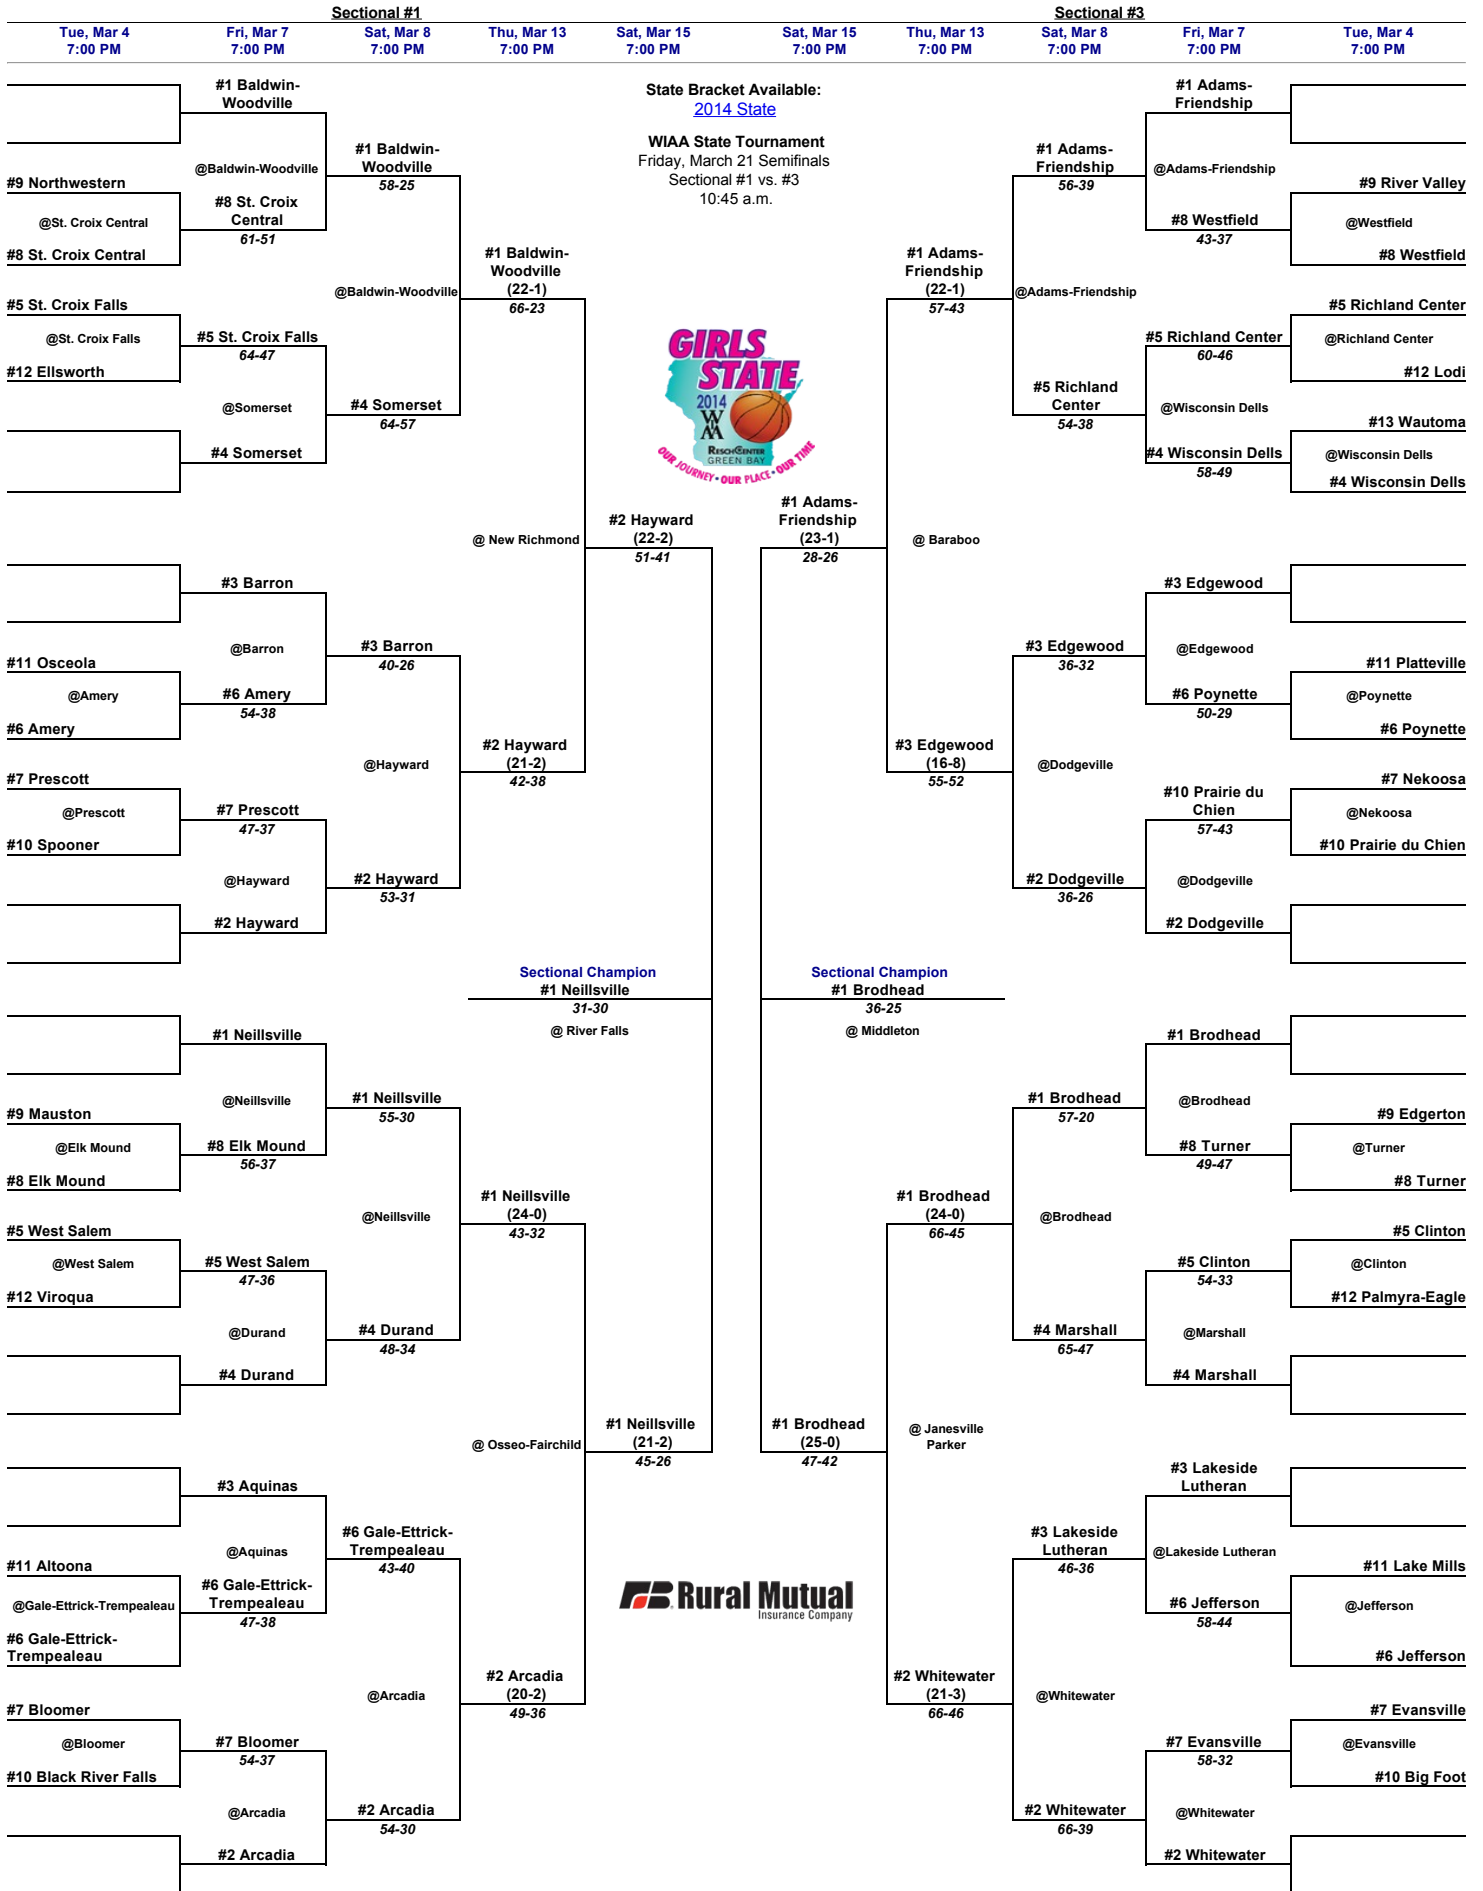 Sectional #1
Sectional #3
Tue, Mar 4
7:00 PM
Fri, Mar 7
7:00 PM
Sat, Mar 8
7:00 PM
Thu, Mar 13
7:00 PM
Sat, Mar 15
7:00 PM
Sat, Mar 15
7:00 PM
Thu, Mar 13
7:00 PM
Sat, Mar 8
7:00 PM
Fri, Mar 7
7:00 PM
Tue, Mar 4
7:00 PM
State Bracket Available:
2014 State
WIAA State Tournament
Friday, March 21 Semifinals
Sectional #1 vs. #3
10:45 a.m.
GIRLS
STATE
2014
WIAA
RESCH CENTER
GREEN BAY
OUR JOURNEY • OUR PLACE • OUR TIME
#9 Northwestern
@St. Croix Central
#8 St. Croix Central
#5 St. Croix Falls
@St. Croix Falls
#12 Ellsworth
#11 Osceola
@Amery
#6 Amery
#7 Prescott
@Prescott
#10 Spooner
#1 Baldwin-
Woodville
@Baldwin-Woodville
#8 St. Croix
Central
61-51
#5 St. Croix Falls
64-47
@Somerset
#4 Somerset
#3 Barron
@Barron
#6 Amery
54-38
#7 Prescott
47-37
@Hayward
#2 Hayward
#1 Baldwin-
Woodville
58-25
@Baldwin-Woodville
#4 Somerset
64-57
#3 Barron
40-26
@Hayward
#2 Hayward
53-31
#1 Baldwin-
Woodville
(22-1)
66-23
@ New Richmond
#2 Hayward
(21-2)
42-38
#2 Hayward
(22-2)
51-41
#1 Adams-
Friendship
(23-1)
28-26
#1 Adams-
Friendship
(22-1)
57-43
@ Baraboo
#3 Edgewood
(16-8)
55-52
#1 Adams-
Friendship
56-39
@Adams-Friendship
#5 Richland
Center
54-38
#3 Edgewood
36-32
@Dodgeville
#2 Dodgeville
36-26
#1 Adams-
Friendship
@Adams-Friendship
#8 Westfield
43-37
#5 Richland Center
60-46
@Wisconsin Dells
#4 Wisconsin Dells
58-49
#3 Edgewood
@Edgewood
#6 Poynette
50-29
#10 Prairie du
Chien
57-43
@Dodgeville
#2 Dodgeville
#9 River Valley
@Westfield
#8 Westfield
#5 Richland Center
@Richland Center
#12 Lodi
#13 Wautoma
@Wisconsin Dells
#4 Wisconsin Dells
#11 Platteville
@Poynette
#6 Poynette
#7 Nekoosa
@Nekoosa
#10 Prairie du Chien
Sectional Champion
#1 Neillsville
31-30
@ River Falls
Sectional Champion
#1 Brodhead
36-25
@ Middleton
#9 Mauston
@Elk Mound
#8 Elk Mound
#5 West Salem
@West Salem
#12 Viroqua
#11 Altoona
@Gale-Ettrick-Trempealeau
#6 Gale-Ettrick-
Trempealeau
#7 Bloomer
@Bloomer
#10 Black River Falls
#1 Neillsville
@Neillsville
#8 Elk Mound
56-37
#5 West Salem
47-36
@Durand
#4 Durand
#3 Aquinas
@Aquinas
#6 Gale-Ettrick-
Trempealeau
47-38
#7 Bloomer
54-37
@Arcadia
#2 Arcadia
#1 Neillsville
55-30
@Neillsville
#4 Durand
48-34
#6 Gale-Ettrick-
Trempealeau
43-40
@Arcadia
#2 Arcadia
54-30
#1 Neillsville
(24-0)
43-32
@ Osseo-Fairchild
#2 Arcadia
(20-2)
49-36
#1 Neillsville
(21-2)
45-26
#1 Brodhead
(25-0)
47-42
Rural Mutual
Insurance Company
#1 Brodhead
(24-0)
66-45
@ Janesville
Parker
#2 Whitewater
(21-3)
66-46
#1 Brodhead
57-20
@Brodhead
#4 Marshall
65-47
#3 Lakeside
Lutheran
46-36
@Whitewater
#2 Whitewater
66-39
#1 Brodhead
@Brodhead
#8 Turner
49-47
#5 Clinton
54-33
@Marshall
#4 Marshall
#3 Lakeside
Lutheran
@Lakeside Lutheran
#6 Jefferson
58-44
#7 Evansville
58-32
@Whitewater
#2 Whitewater
#9 Edgerton
@Turner
#8 Turner
#5 Clinton
@Clinton
#12 Palmyra-Eagle
#11 Lake Mills
@Jefferson
#6 Jefferson
#7 Evansville
@Evansville
#10 Big Foot